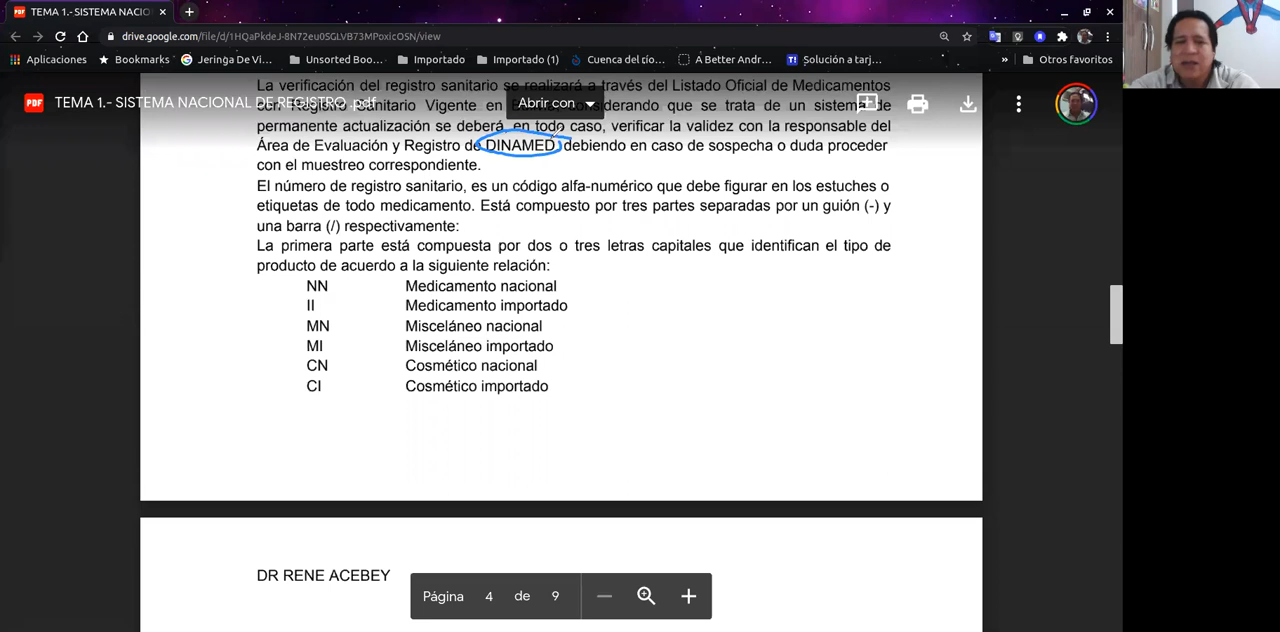 TEMA 1.- SISTEMA NACIO
drive.google.com/file/d/1HQaPkdeJ-8N72eu0SGLVB73MPoxicOSN/view
Aplicaciones Bookmarks Jeringa De Vi... Unsorted Boo... Importado Importado (1) Cuenca del cío... A Better Andr... T! Solución a tarj... » Otros favoritos
La verificación del registro sanitario se realizará a través del Listado Oficial de Medicamentos
PDF TEMA 1.- SISTEMA NACIONAL DE REGISTRO .pdf Abrir con
Sanitario Vigente en considerando que se trata de un sistema de
permanente actualización se deberá, en todo caso, verificar la validez con la responsable del
Área de Evaluación y Registro de DINAMED, debiendo en caso de sospecha o duda proceder
con el muestreo correspondiente.
El número de registro sanitario, es un código alfa-numérico que debe figurar en los estuches o
etiquetas de todo medicamento. Está compuesto por tres partes separadas por un guión (-) y
una barra (/) respectivamente:
La primera parte está compuesta por dos o tres letras capitales que identifican el tipo de
producto de acuerdo a la siguiente relación:
NN Medicamento nacional
II Medicamento importado
MN Misceláneo nacional
MI Misceláneo importado
CN Cosmético nacional
CI Cosmético importado
DR RENE ACEBEY
Página 4 de 9